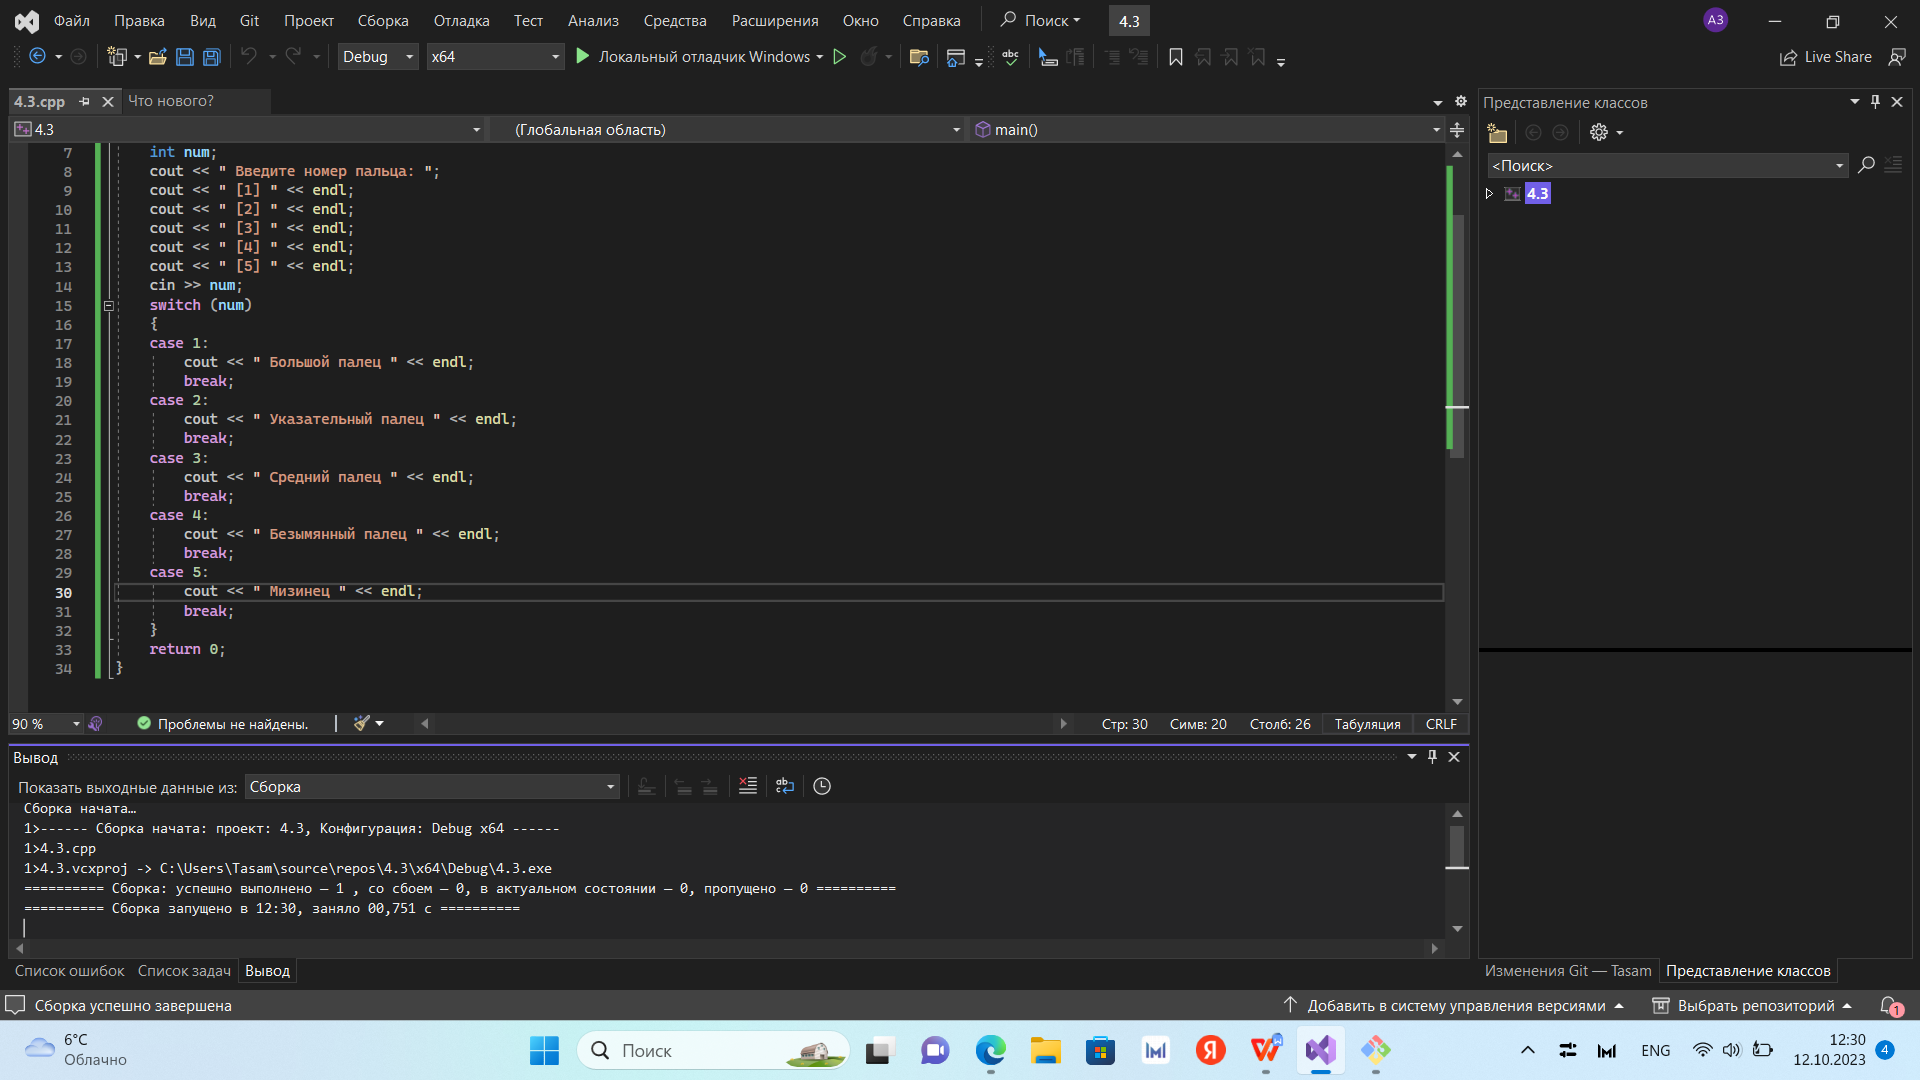 Файл Правка Вид Git Проект Сборка Отладка Тест Анализ Средства Расширения Окно Справка Поиск 4.3 АЗ
Debug x64 Локальный отладчик Windows abc Live Share
4.3.cpp Что нового?
4.3 (Глобальная область) main()
7 int num;
8 cout << " Введите номер пальца: ";
9 cout << " [1] " << endl;
10 cout << " [2] " << endl;
11 cout << " [3] " << endl;
12 cout << " [4] " << endl;
13 cout << " [5] " << endl;
14 cin >> num;
15 switch (num)
16 {
17 case 1:
18 cout << " Большой палец " << endl;
19 break;
20 case 2:
21 cout << " Указательный палец " << endl;
22 break;
23 case 3:
24 cout << " Средний палец " << endl;
25 break;
26 case 4:
27 cout << " Безымянный палец " << endl;
28 break;
29 case 5:
30 cout << " Мизинец " << endl;
31 break;
32 }
33 return 0;
34 }
90 % Проблемы не найдены. Стр: 30 Симв: 20 Столб: 26 Табуляция CRLF
Вывод
Показать выходные данные из: Сборка
Сборка начата…
1>------ Сборка начата: проект: 4.3, Конфигурация: Debug x64 ------
1>4.3.cpp
1>4.3.vcxproj -> C:\Users\Tasam\source\repos\4.3\x64\Debug\4.3.exe
========== Сборка: успешно выполнено — 1 , со сбоем — 0, в актуальном состоянии — 0, пропущено — 0 ==========
========== Сборка запущено в 12:30, заняло 00,751 с ==========
Список ошибок Список задач Вывод
Представление классов
<Поиск>
4.3
Изменения Git — Tasam Представление классов
Сборка успешно завершена Добавить в систему управления версиями Выбрать репозиторий 1
6°C
Облачно
Поиск
Я
ENG
12:30
12.10.2023
4